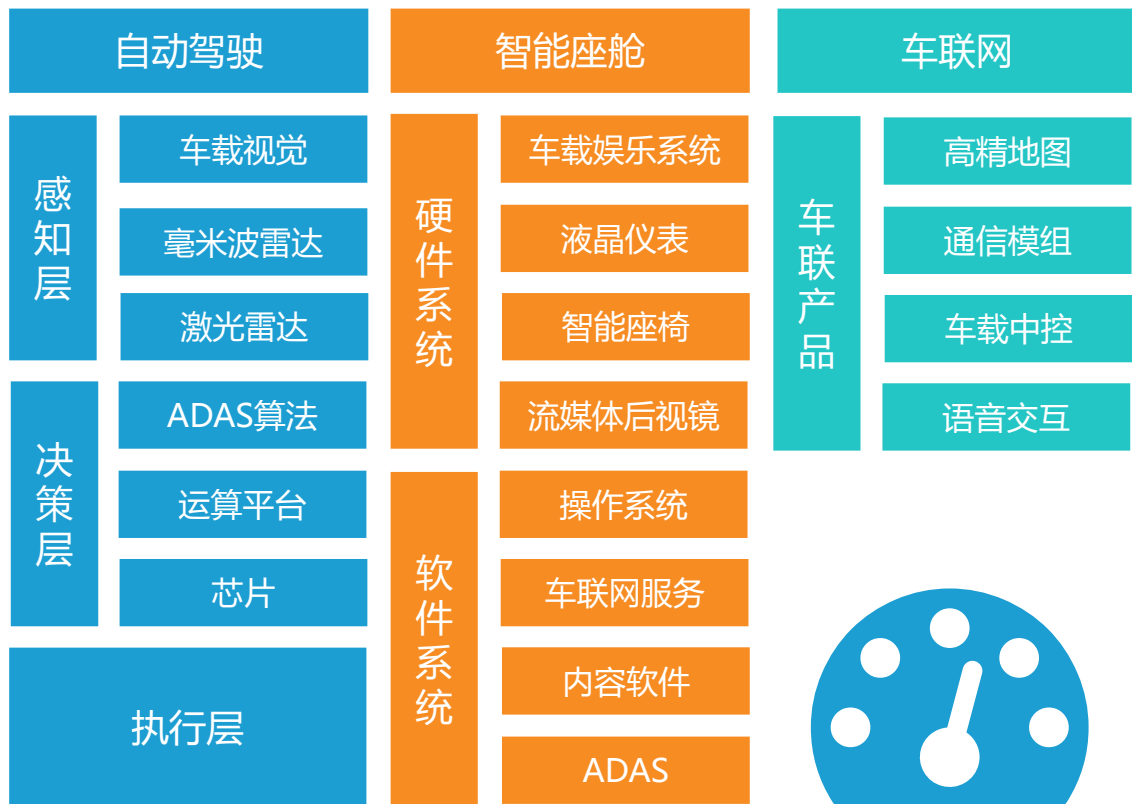 自动驾驶
智能座舱
车联网
感知层
车载视觉
毫米波雷达
激光雷达
决策层
ADAS算法
运算平台
芯片
执行层
硬件系统
车载娱乐系统
液晶仪表
智能座椅
流媒体后视镜
软件系统
操作系统
车联网服务
内容软件
ADAS
车联产品
高精地图
通信模组
车载中控
语音交互